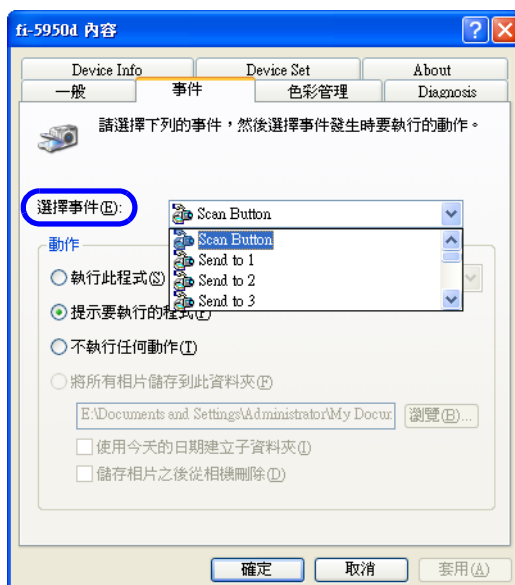 fi-5950d 內容
Device Info Device Set About
一般 事件 色彩管理 Diagnosis
請選擇下列的事件，然後選擇事件發生時要執行的動作。
選擇事件(E): Scan Button
Scan Button
動作
Send to 1
執行此程式(S)
Send to 2
Send to 3
提示要執行的程式(P)
不執行任何動作(T)
將所有相片儲存到此資料夾(F)
E:\Documents and Settings\Administrator\My Docur 瀏覽(B)...
使用今天的日期建立子資料夾(I)
儲存相片之後從相機刪除(D)
確定 取消 套用(A)